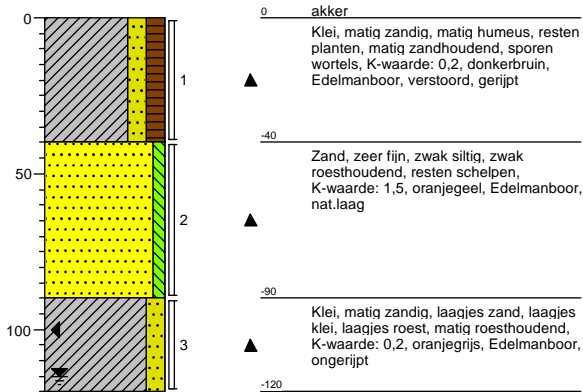 0
50
100
1
2
3
0 akker
Klei, matig zandig, matig humeus, resten
planten, matig zandhoudend, sporen
wortels, K-waarde: 0,2, donkerbruin,
Edelmanboor, verstoord, gerijpt
-40
Zand, zeer fijn, zwak siltig, zwak
roesthoudend, resten schelpen,
K-waarde: 1,5, oranjegeel, Edelmanboor,
nat.laag
-90
Klei, matig zandig, laagjes zand, laagjes
klei, laagjes roest, matig roesthoudend,
K-waarde: 0,2, oranjegrijs, Edelmanboor,
ongerijpt
-120